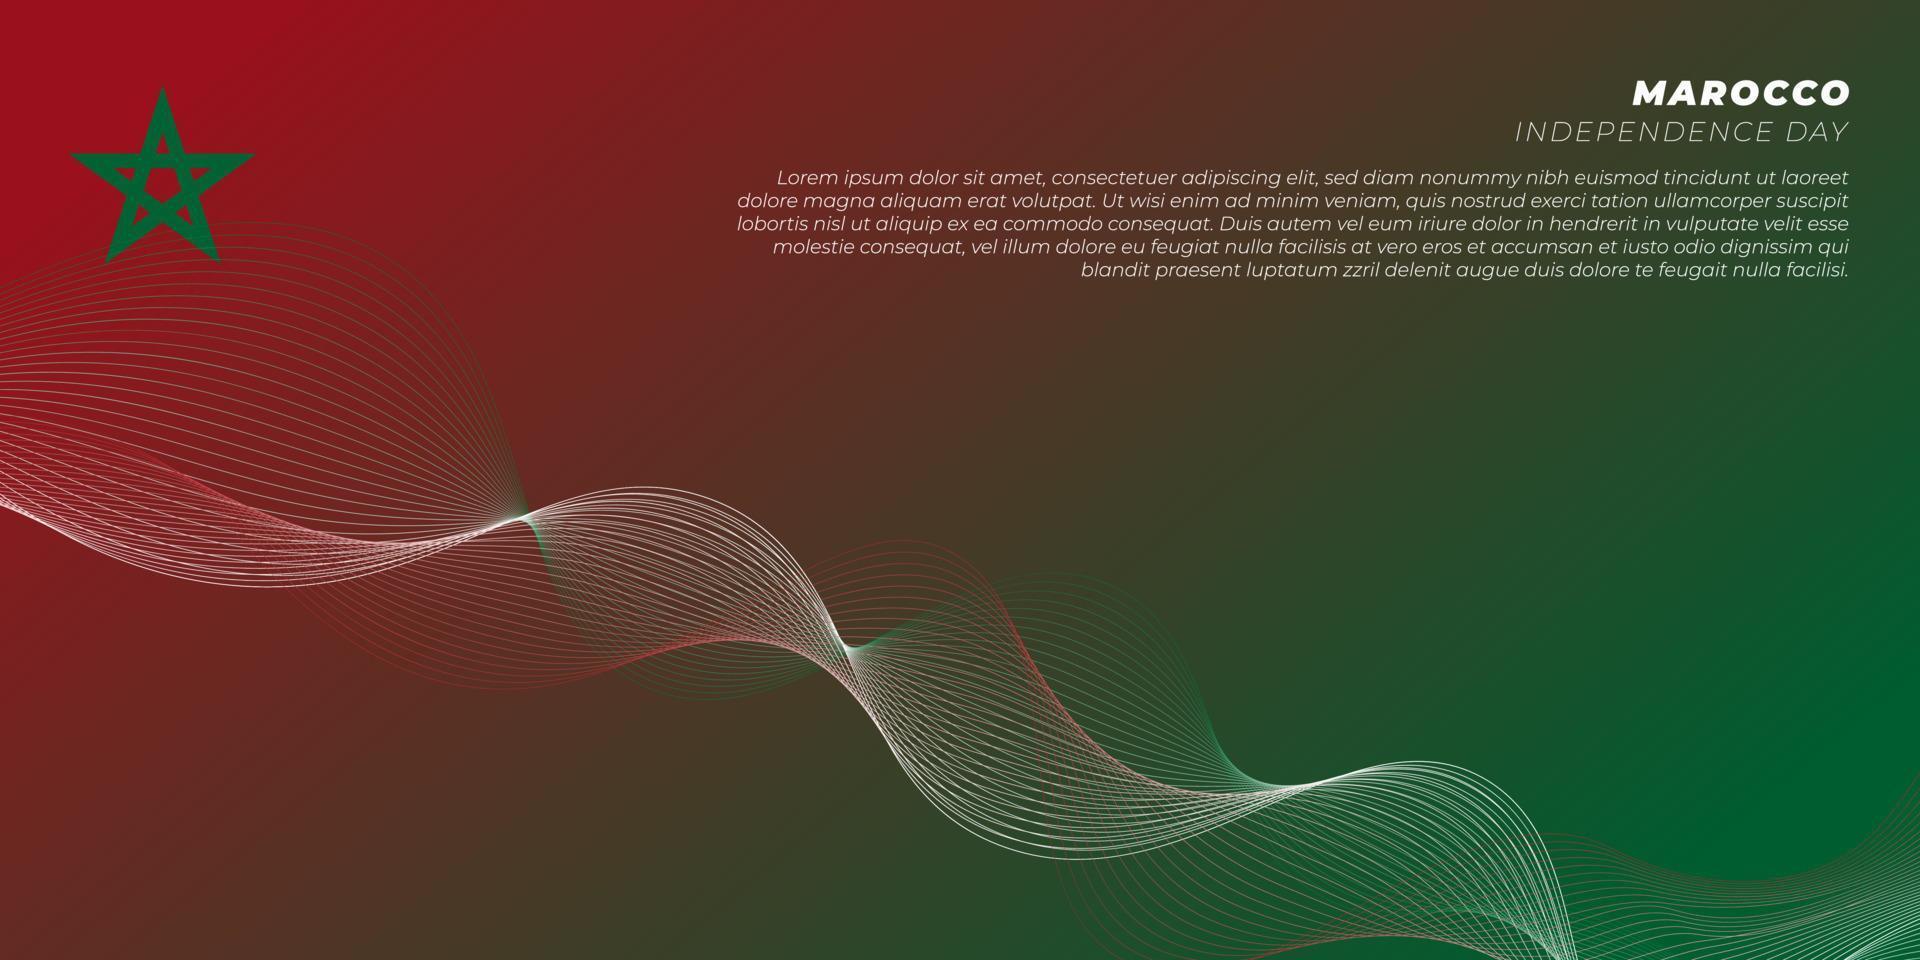 MAROCCO
INDEPENDENCE DAY
Lorem ipsum dolor sit amet, consectetuer adipiscing elit, sed diam nonummy nibh euismod tincidunt ut laoreet
dolore magna aliquam erat volutpat. Ut wisi enim ad minim veniam, quis nostrud exerci tation ullamcorper suscipit
lobortis nisl ut aliquip ex ea commodo consequat. Duis autem vel eum iriure dolor in hendrerit in vulputate velit esse
molestie consequat, vel illum dolore eu feugiat nulla facilisis at vero eros et accumsan et iusto odio dignissim qui
blandit praesent luptatum zzril delenit augue duis dolore te feugait nulla facilisi.